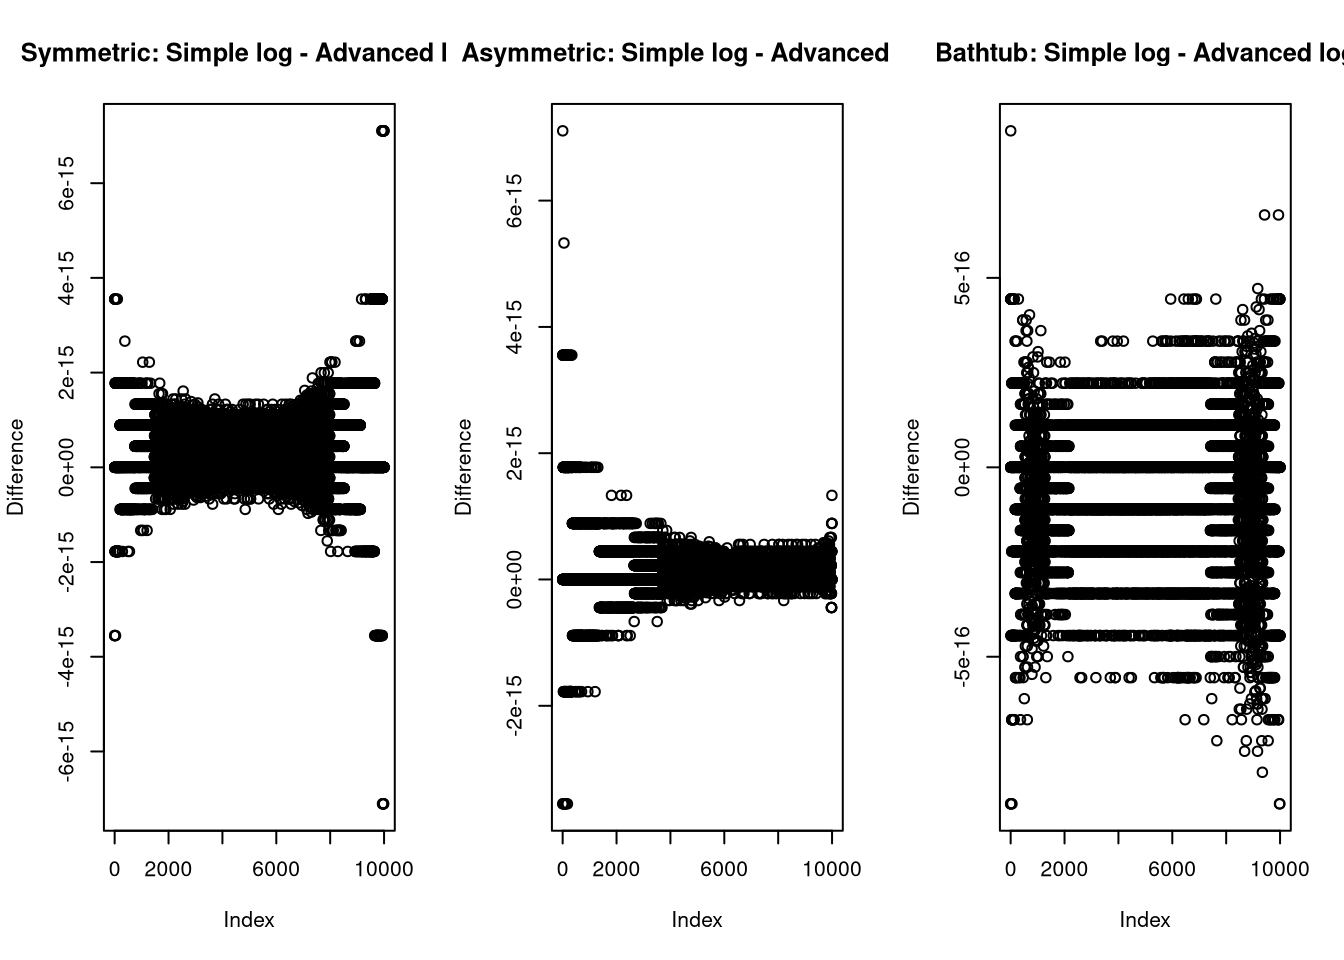 Symmetric: Simple log - Advanced l
Difference
6e-15
4e-15
2e-15
0e+00
-2e-15
-4e-15
-6e-15
0 2000 6000 10000
Index
Asymmetric: Simple log - Advanced
Difference
6e-15
4e-15
2e-15
0e+00
-2e-15
0 2000 6000 10000
Index
Bathtub: Simple log - Advanced log
Difference
5e-16
0e+00
-5e-16
0 2000 6000 10000
Index